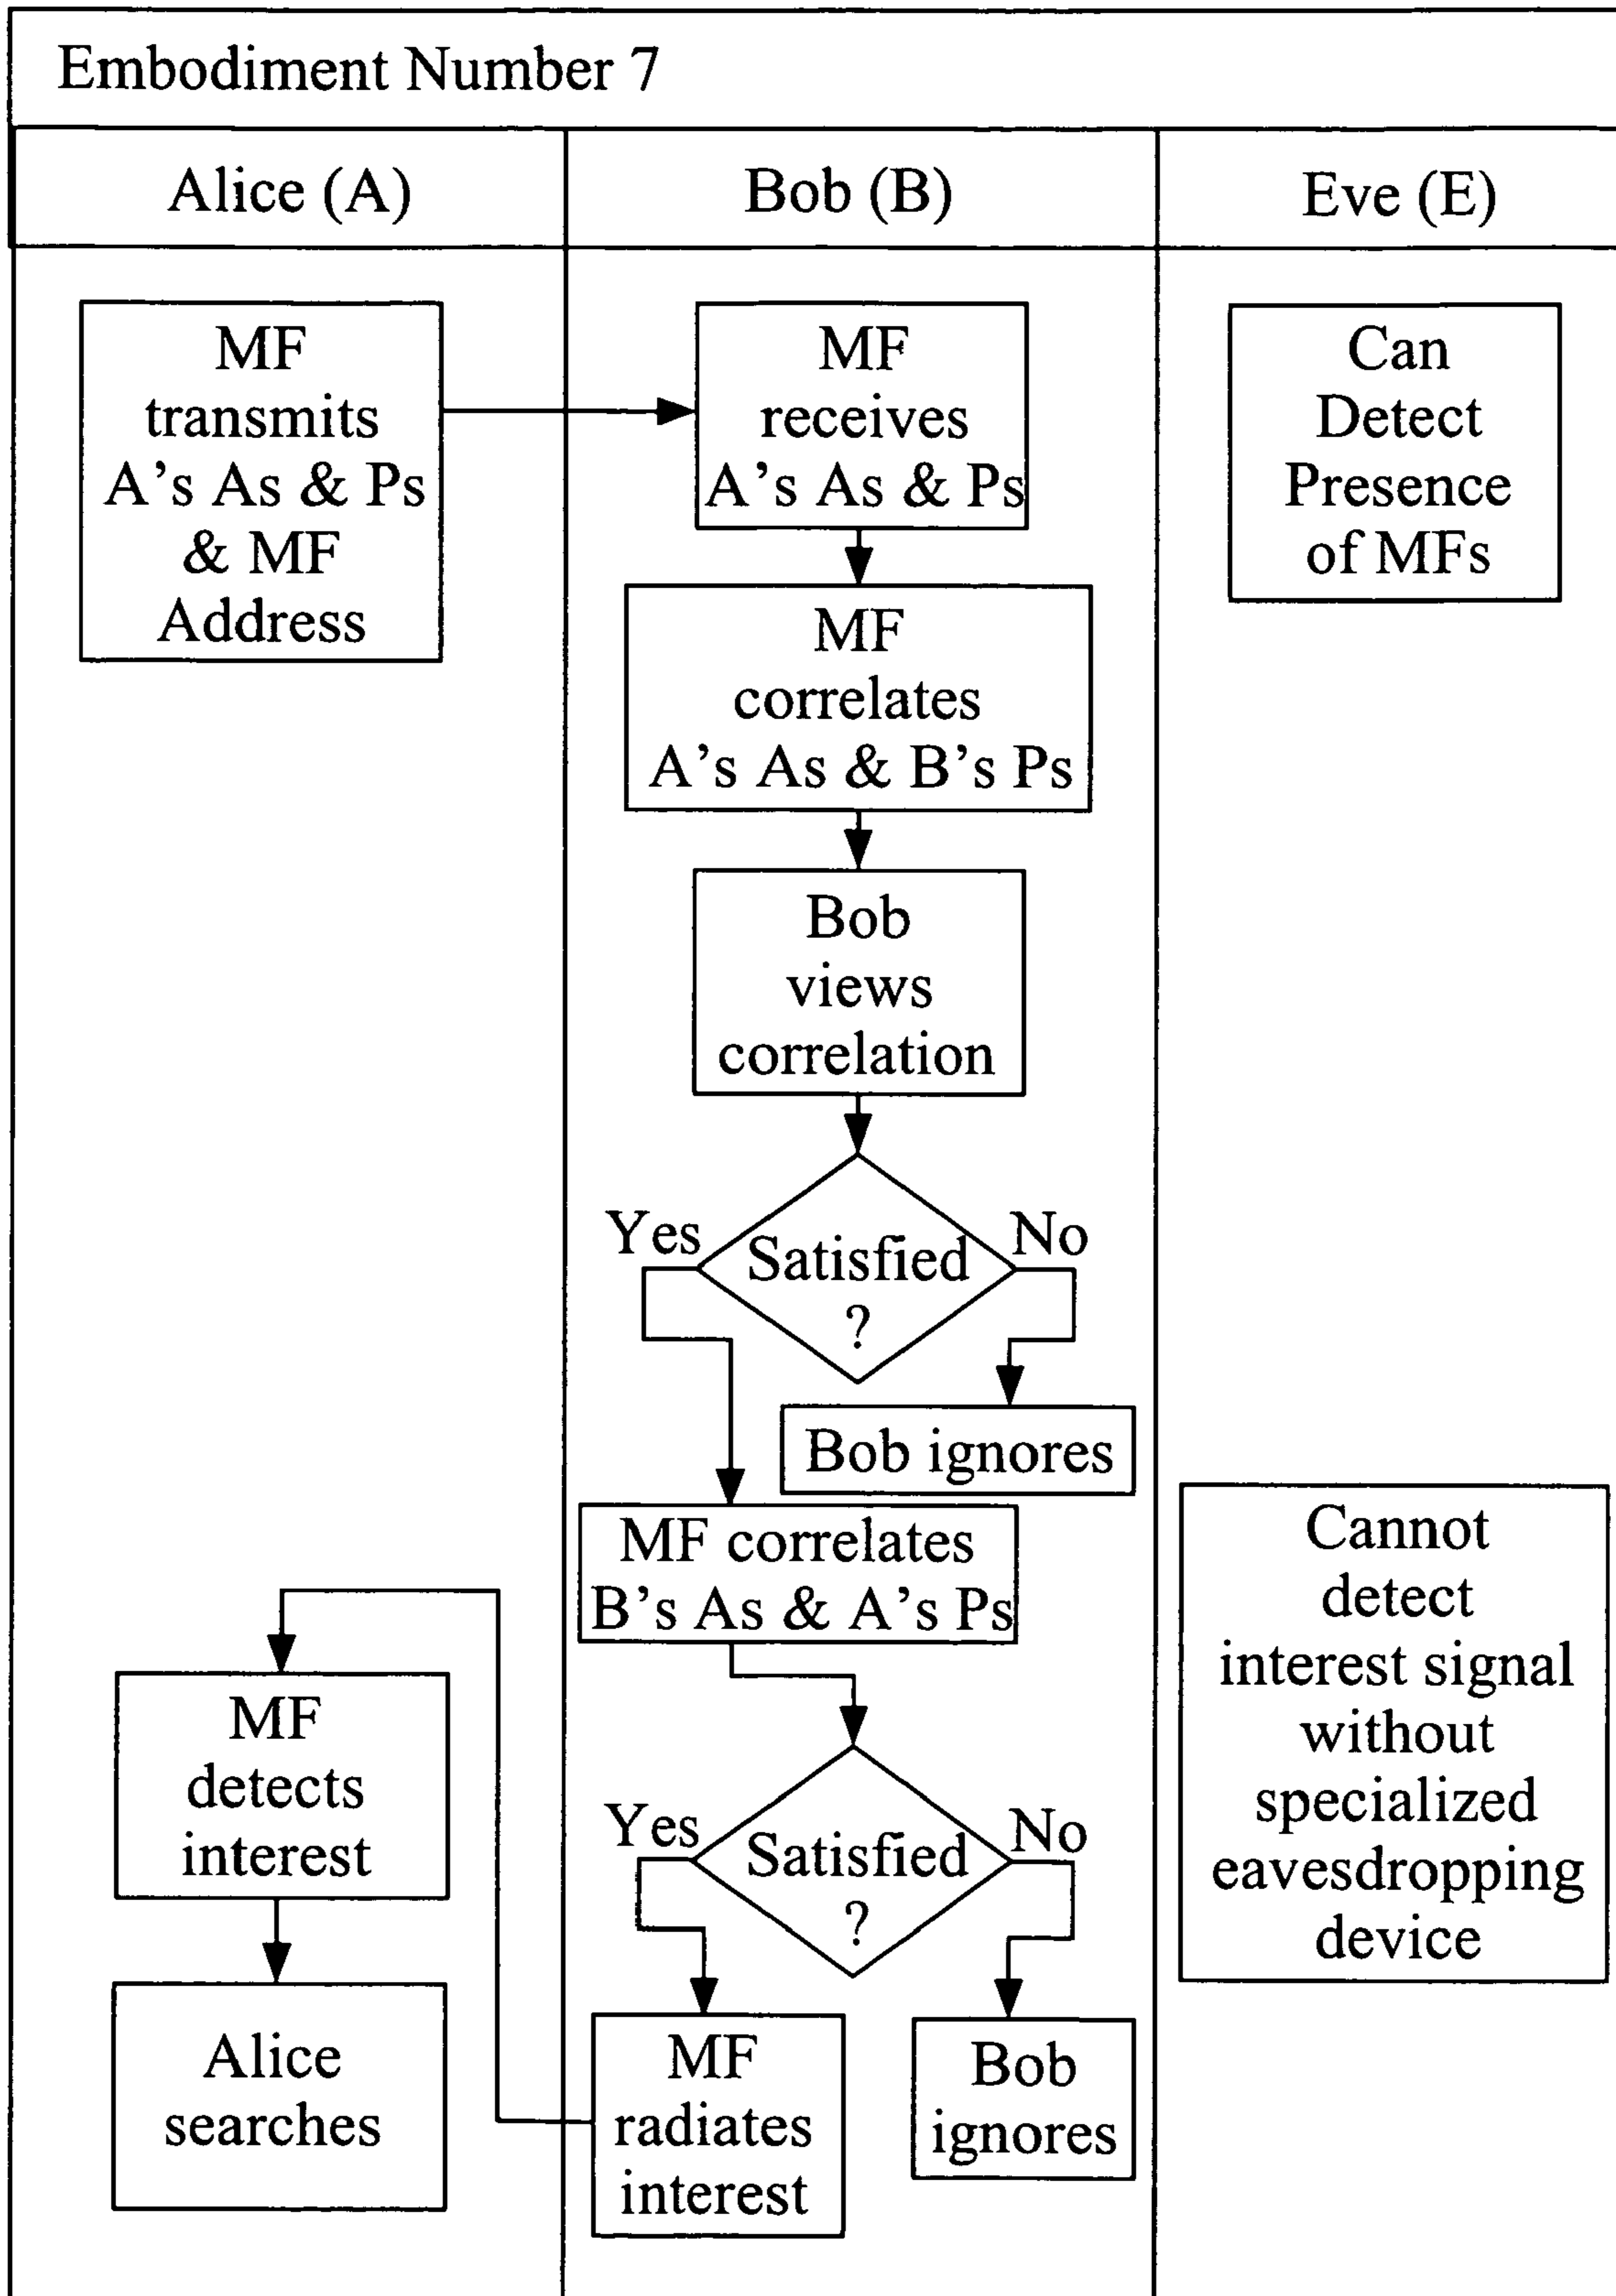 Embodiment Number 7
Alice (A)
Bob (B)
Eve (E)
MF
transmits
A's As & Ps
& MF
Address
MF
receives
A's As & Ps
Can
Detect
Presence
of MFs
MF
correlates
A's As & B's Ps
Bob
views
correlation
Yes
Satisfied
?
No
Bob ignores
MF correlates
B's As & A's Ps
Cannot
detect
interest signal
without
specialized
eavesdropping
device
Yes
Satisfied
?
No
MF
radiates
interest
Bob
ignores
MF
detects
interest
Alice
searches